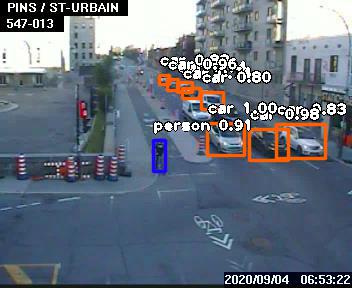 PINS / ST-URBAIN
547-013
car 0.80
car 1.00
car 0.83
car 0.98
person 0.91
2020/09/04 06:53:22